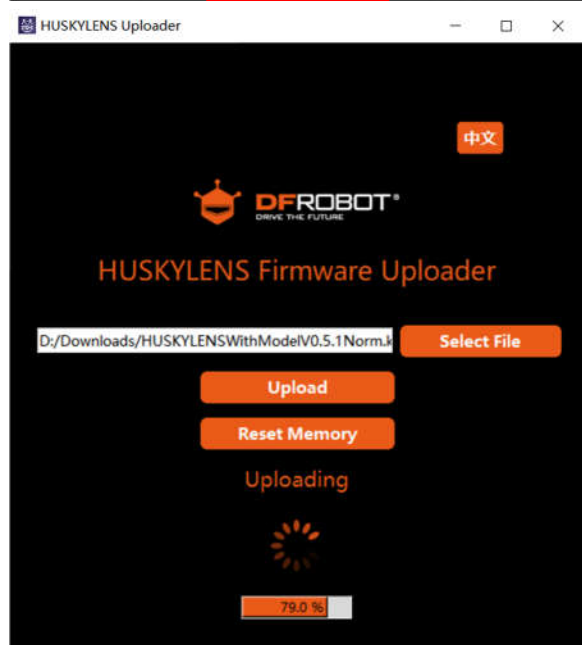 HUSKYLENS Uploader
中文
DFROBOT®
DRIVE THE FUTURE
HUSKYLENS Firmware Uploader
D:/Downloads/HUSKYLENSWithModelV0.5.1Norm.k
Select File
Upload
Reset Memory
Uploading
79.0 %